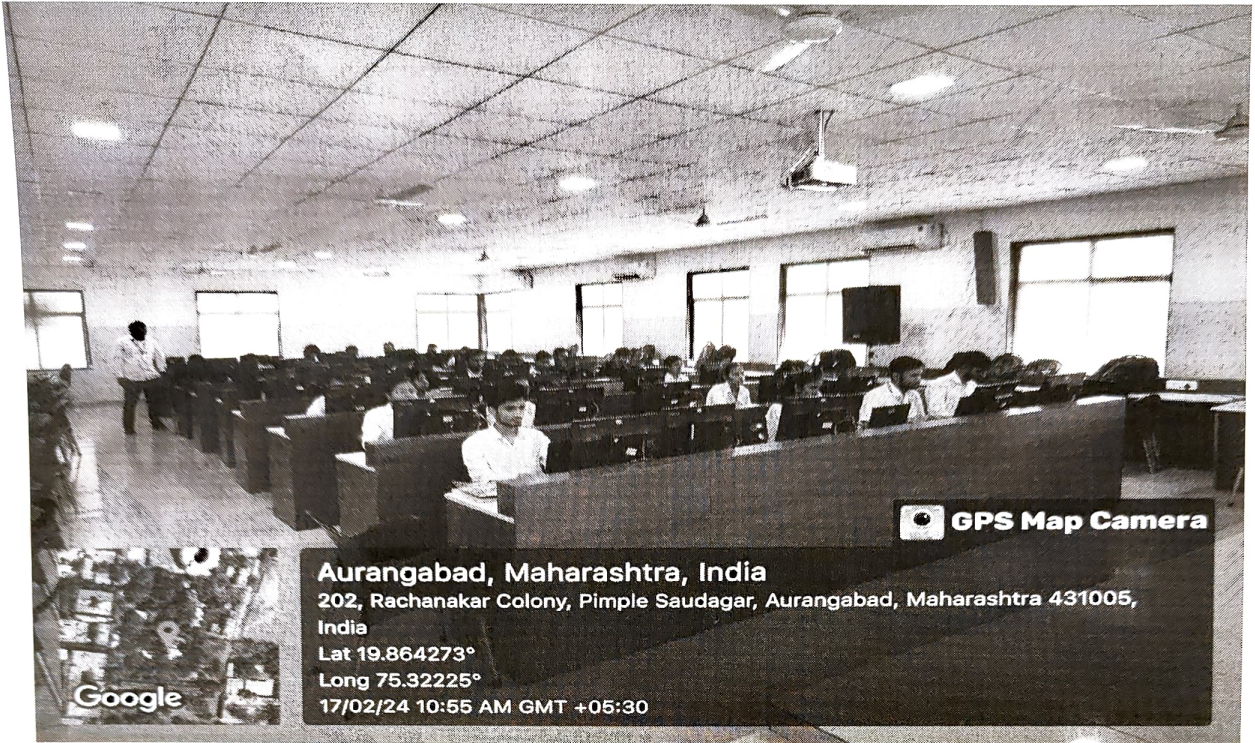 GPS Map Camera
Aurangabad, Maharashtra, India
202, Rachanakar Colony, Pimple Saudagar, Aurangabad, Maharashtra 431005,
India
Lat 19.864273°
Long 75.32225°
17/02/24 10:55 AM GMT +05:30
Google